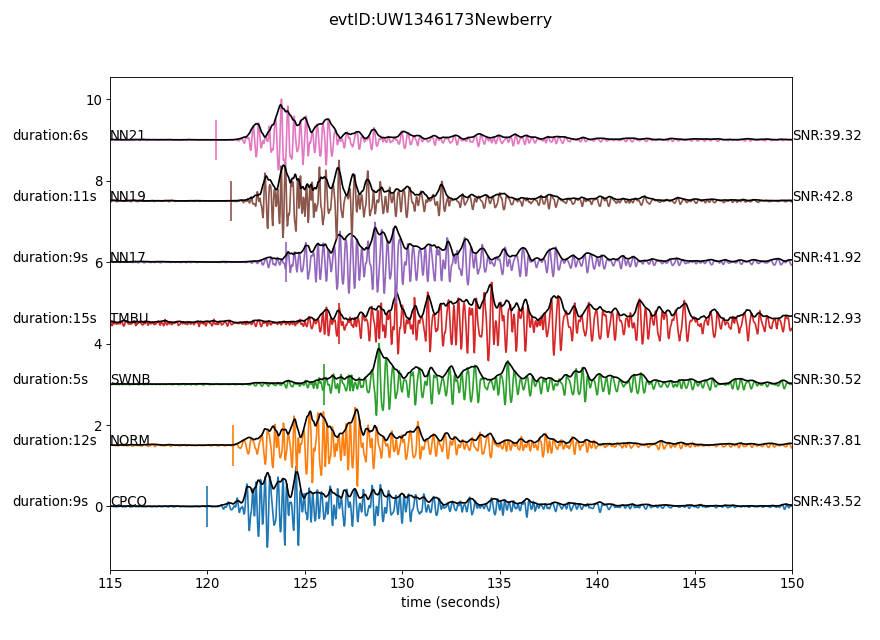 evtID:UW1346173Newberry
10
duration:6s NN21 SNR:39.32
8
duration:11s NN19 SNR:42.8
duration:9s NN17 SNR:41.92
6
duration:15s TMBU SNR:12.93
4
duration:5s SWNB SNR:30.52
2
duration:12s NORM SNR:37.81
duration:9s CPCO SNR:43.52
0
115 120 125 130 135 140 145 150
time (seconds)